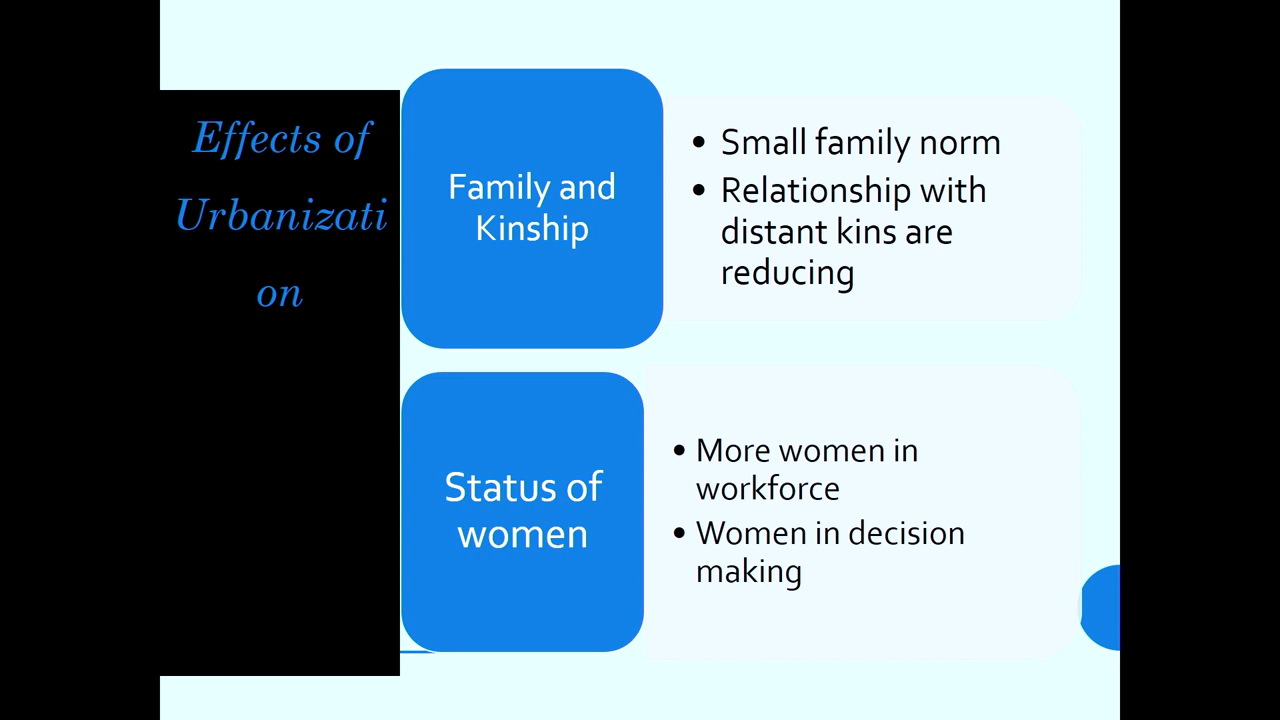 Effects of
Urbanizati
on
Family and
Kinship
• Small family norm
• Relationship with
distant kins are
reducing
Status of
women
• More women in
workforce
• Women in decision
making